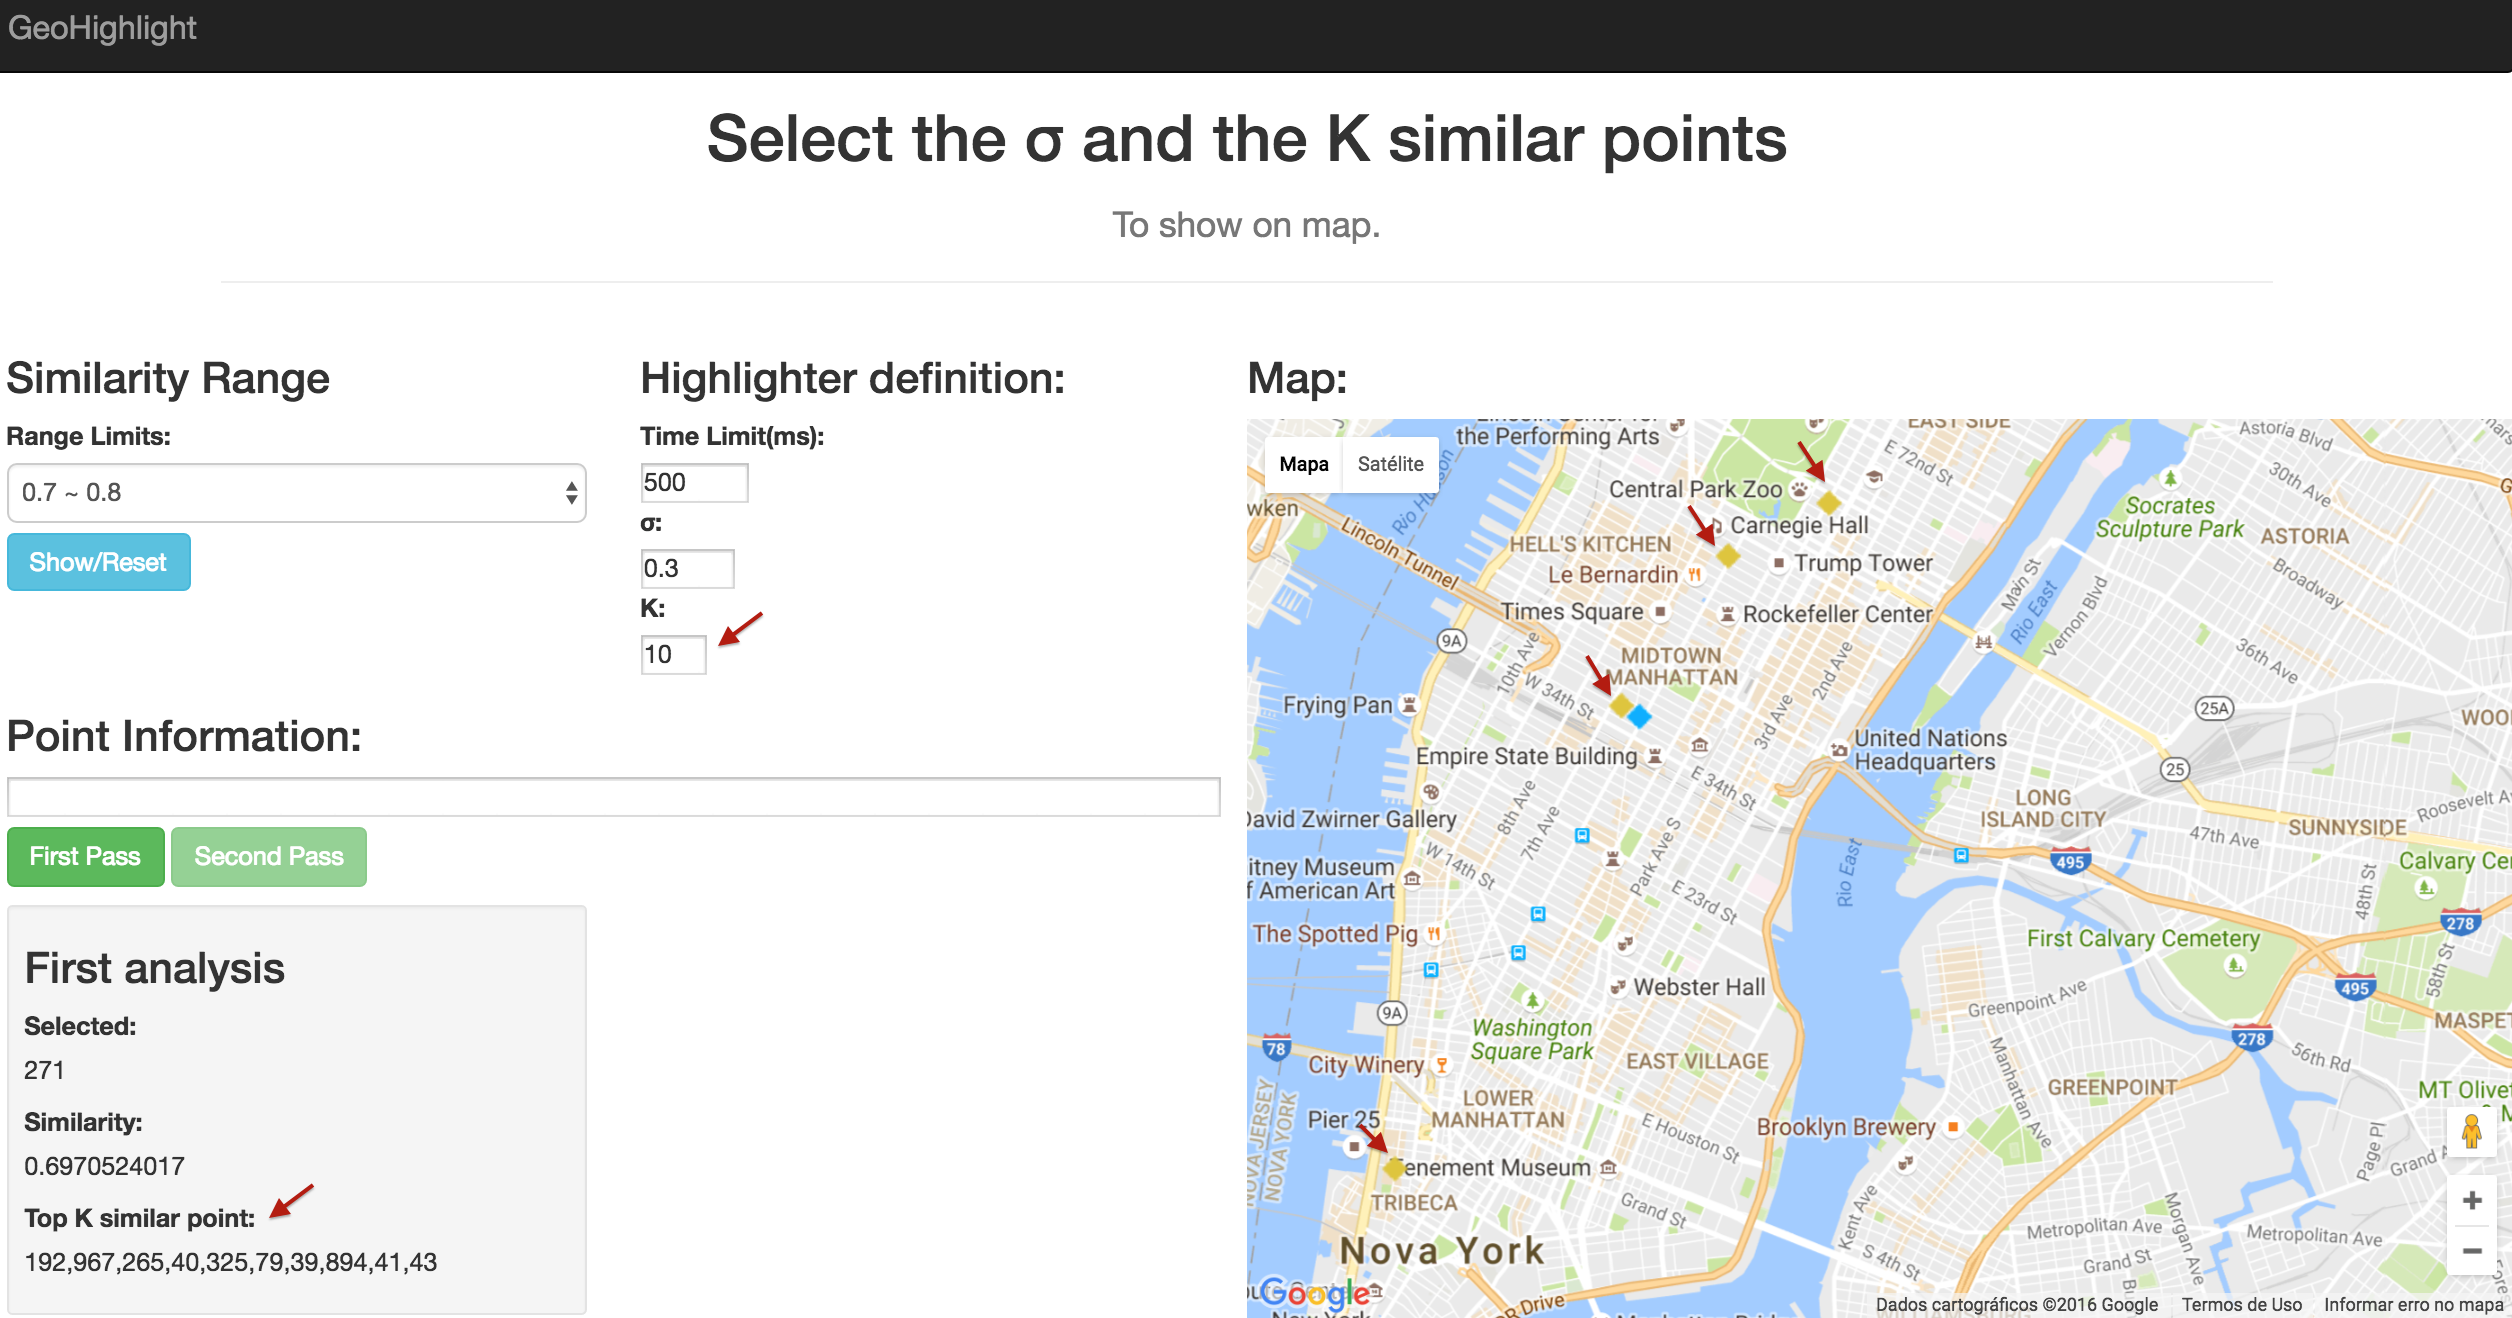 GeoHighlight
Select the σ and the K similar points
To show on map.
Similarity Range
Range Limits:
0.7 ~ 0.8
Show/Reset
Highlighter definition:
Time Limit(ms):
500
σ:
0.3
K:
10
Point Information:
First Pass
Second Pass
First analysis
Selected:
271
Similarity:
0.6970524017
Top K similar point:
192,967,265,40,325,79,39,894,41,43
Map:
Mapa
Satélite
the Performing Arts
EAST SIDE
Astoria Blvd
30th Ave
E 72nd St
Central Park Zoo
Carnegie Hall
Rio Hudson
wken
Lincoln Tunnel
HELL'S KITCHEN
Le Bernardin
Trump Tower
Socrates
Sculpture Park
ASTORIA
Broadway
Main St
Rio East
Vernon Blvd
Times Square
Rockefeller Center
9A
10th Ave
MIDTOWN
MANHATTAN
2nd Ave
36th Ave
W 34th St
Frying Pan
3rd Ave
25A
WOO
Empire State Building
United Nations
Headquarters
25
E 34th St
LONG
ISLAND CITY
Roosevelt A
David Zwirner Gallery
8th Ave
7th Ave
Park Ave S
47th Ave
SUNNYSIDE
W 14th St
itney Museum
f American Art
Rio East
495
48th St
Calvary Ce
E 23rd St
278
The Spotted Pig
First Calvary Cemetery
58th St
Webster Hall
Greenpoint Ave
495
9A
Washington
Square Park
MASPET
78
278
City Winery
EAST VILLAGE
Manhattan Ave
56th Rd
NEW JERSEY
NOVA YORK
LOWER
MANHATTAN
GREENPOINT
MT Olivet
Pier 25
E Houston St
Brooklyn Brewery
Page Pl
Grand A
Tenement Museum
TRIBECA
Grand St
Kent Ave
Morgan Ave
Metropolitan Ave
Metropolitan Ave
Nova York
S 4th St
Grand St
Google
Dados cartográficos ©2016 Google
Termos de Uso
Informar erro no mapa